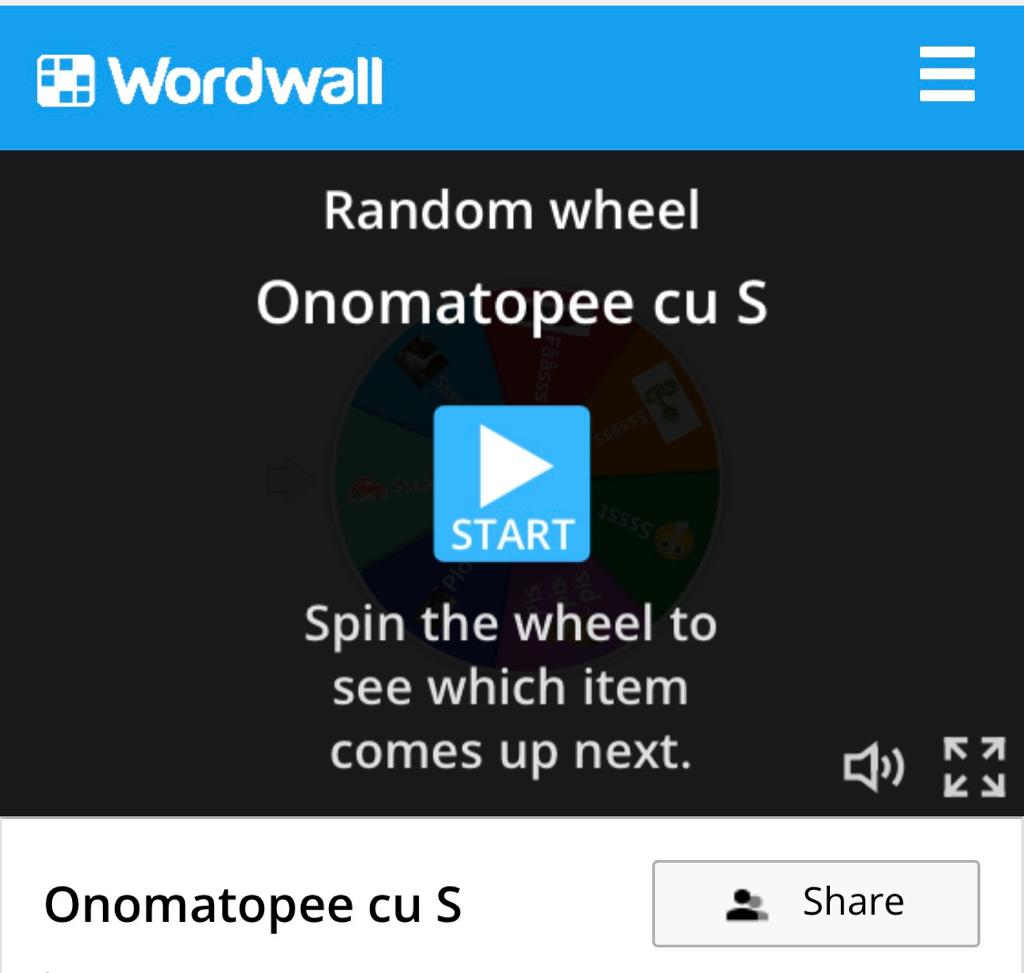 Wordwall
Random wheel
Onomatopee cu S
Fââsss
START
Spin the wheel to
see which item
comes up next.
Onomatopee cu S
Share